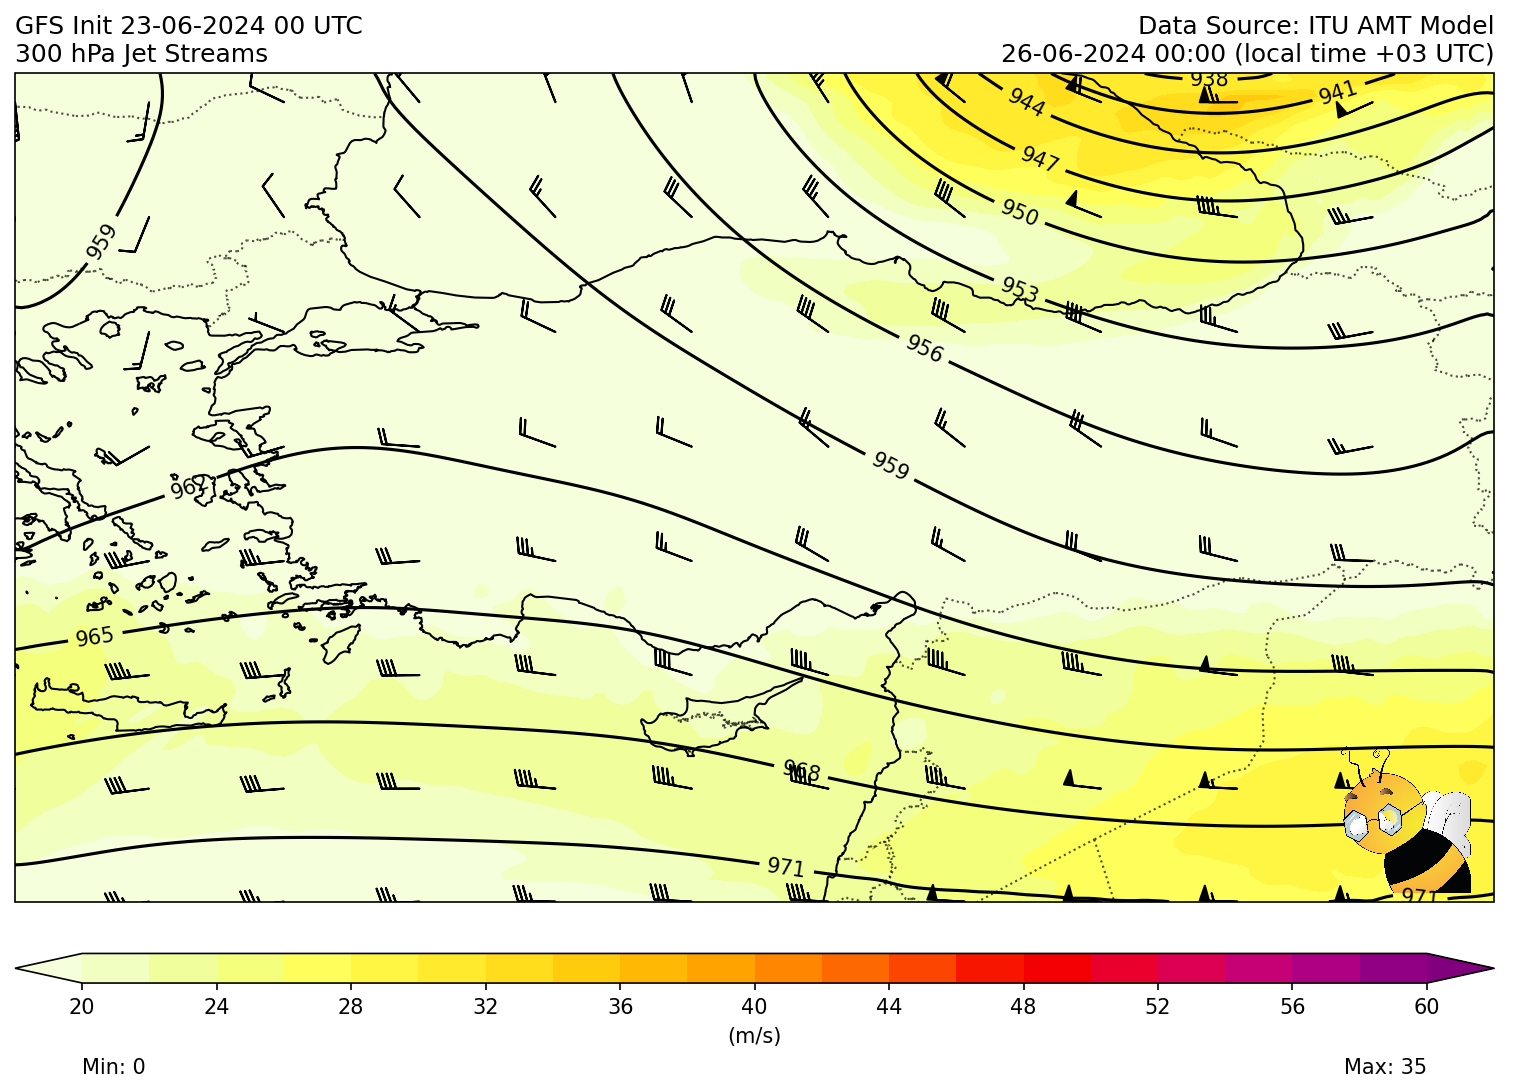 GFS Init 23-06-2024 00 UTC
300 hPa Jet Streams
Data Source: ITU AMT Model
26-06-2024 00:00 (local time +03 UTC)
938
941
944
947
950
959
953
956
959
962
965
968
971
971
20 24 28 32 36 40 44 48 52 56 60
(m/s)
Min: 0
Max: 35